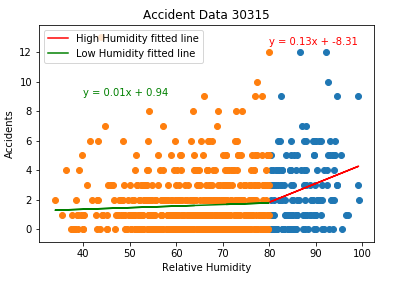 Accident Data 30315
High Humidity fitted line
Low Humidity fitted line
y = 0.13x + -8.31
y = 0.01x + 0.94
Accidents
12
10
8
6
4
2
0
40 50 60 70 80 90 100
Relative Humidity